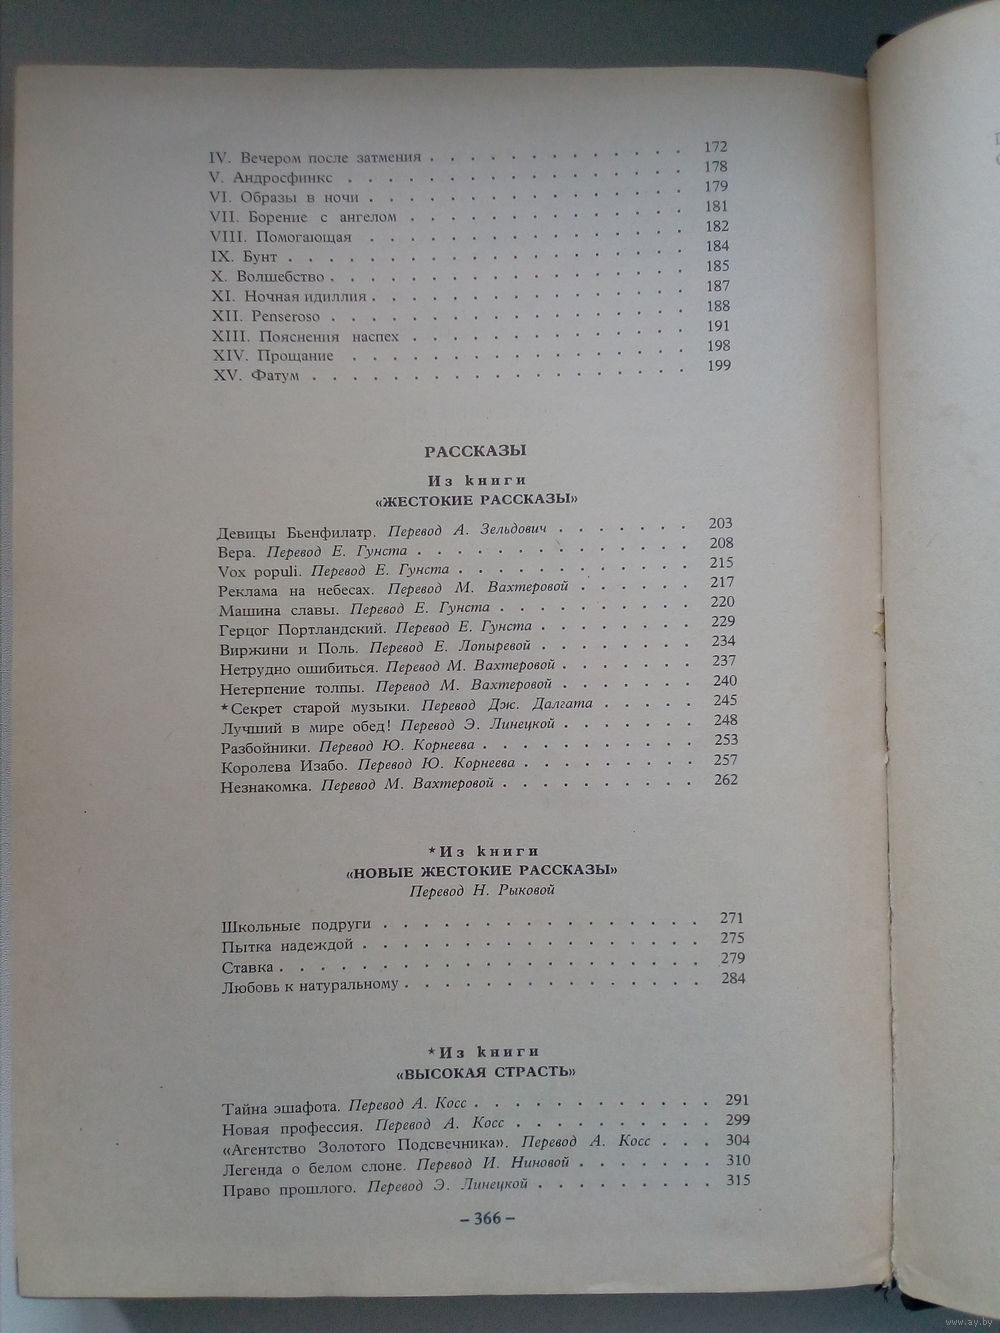 IV. Вечером после затмения . . . . . . . . . . . . . 172
V. Андросфинкс . . . . . . . . . . . . . . . . . 178
VI. Образы в ночи . . . . . . . . . . . . . . . . 179
VII. Борение с ангелом . . . . . . . . . . . . . . 181
VIII. Помогающая . . . . . . . . . . . . . . . . 182
IX. Бунт . . . . . . . . . . . . . . . . . . . . 184
X. Волшебство . . . . . . . . . . . . . . . . . . 185
XI. Ночная идиллия . . . . . . . . . . . . . . . . 187
XII. Penseroso . . . . . . . . . . . . . . . . . . 188
XIII. Пояснения наспех . . . . . . . . . . . . . . 191
XIV. Прощание . . . . . . . . . . . . . . . . . 198
XV. Фатум . . . . . . . . . . . . . . . . . . . 199
РАССКАЗЫ
Из книги
«ЖЕСТОКИЕ РАССКАЗЫ»
Девицы Бьенфилатр. Перевод А. Зельдович . . . . . . . 203
Вера. Перевод Е. Гунста . . . . . . . . . . . . . . 208
Vox populi. Перевод Е. Гунста . . . . . . . . . . . . 215
Реклама на небесах. Перевод М. Вахтеровой . . . . . . 217
Машина славы. Перевод Е. Гунста . . . . . . . . . . 220
Герцог Портландский. Перевод Е. Гунста . . . . . . . . 229
Виржини и Поль. Перевод Е. Лопыревой . . . . . . . . 234
Нетрудно ошибиться. Перевод М. Вахтеровой . . . . . . . 237
Нетерпение толпы. Перевод М. Вахтеровой . . . . . . . 240
*Секрет старой музыки. Перевод Дж. Далгата . . . . . 245
Лучший в мире обед! Перевод Э. Линецкой . . . . . . . 248
Разбойники. Перевод Ю. Корнеева . . . . . . . . . . . 253
Королева Изабо. Перевод Ю. Корнеева . . . . . . . . . 257
Незнакомка. Перевод М. Вахтеровой . . . . . . . . . . 262
*Из книги
«НОВЫЕ ЖЕСТОКИЕ РАССКАЗЫ»
Перевод Н. Рыковой
Школьные подруги . . . . . . . . . . . . . . . . 271
Пытка надеждой . . . . . . . . . . . . . . . . . 275
Ставка . . . . . . . . . . . . . . . . . . . . . 279
Любовь к натуральному . . . . . . . . . . . . . . . 284
*Из книги
«ВЫСОКАЯ СТРАСТЬ»
Тайна эшафота. Перевод А. Косс . . . . . . . . . . . . 291
Новая профессия. Перевод А. Косс . . . . . . . . . . 299
«Агентство Золотого Подсвечника». Перевод А. Косс . . . 304
Легенда о белом слоне. Перевод И. Ниновой . . . . . . . 310
Право прошлого. Перевод Э. Линецкой . . . . . . . . . 315
– 366 –
www.ay.by